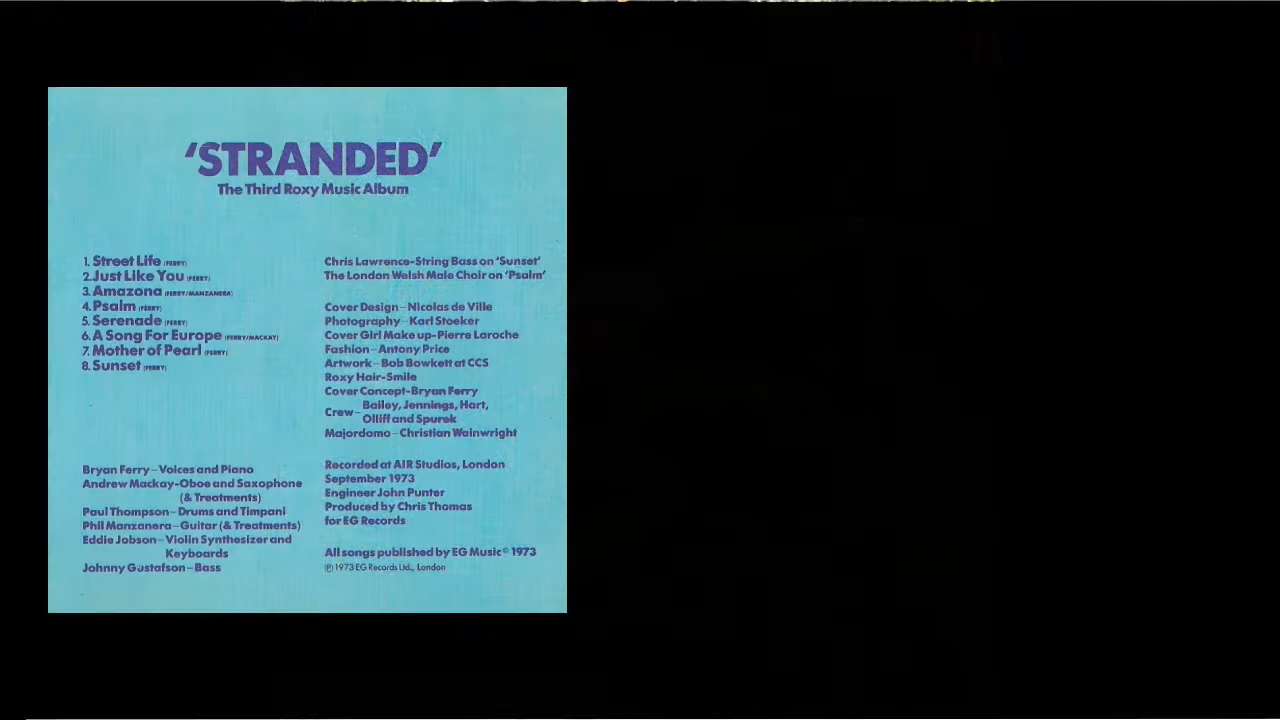 'STRANDED'
The Third Roxy Music Album
1. Street Life (FERRY)
2. Just Like You (FERRY)
3. Amazona (FERRY/MANZANERA)
4. Psalm (FERRY)
5. Serenade (FERRY)
6. A Song For Europe (FERRY/MACKAY)
7. Mother of Pearl (FERRY)
8. Sunset (FERRY)
Bryan Ferry–Voices and Piano
Andrew Mackay-Oboe and Saxophone
(& Treatments)
Paul Thompson–Drums and Timpani
Phil Manzanera–Guitar (& Treatments)
Eddie Jobson–Violin Synthesizer and
Keyboards
Johnny Gustafson–Bass
Chris Lawrence-String Bass on 'Sunset'
The London Welsh Male Choir on 'Psalm'
Cover Design–Nicolas de Ville
Photography–Karl Stoeker
Cover Girl Make up-Pierre Laroche
Fashion–Antony Price
Artwork–Bob Bowkett at CCS
Roxy Hair-Smile
Cover Concept-Bryan Ferry
Crew– Bailey, Jennings, Hart,
Olliff and Spurek
Majordomo–Christian Wainwright
Recorded at AIR Studios, London
September 1973
Engineer John Punter
Produced by Chris Thomas
for EG Records
All songs published by EG Music © 1973
℗ 1973 EG Records Ltd., London